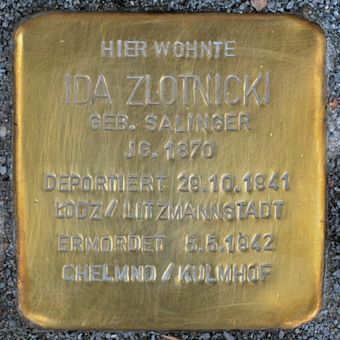 HIER WOHNTE
IDA ZLOTNICKI
GEB. SALINGER
JG. 1870
DEPORTIERT 29.10.1941
ŁODZ / LITZMANNSTADT
ERMORDET 5.5.1942
CHELMNO / KULMHOF